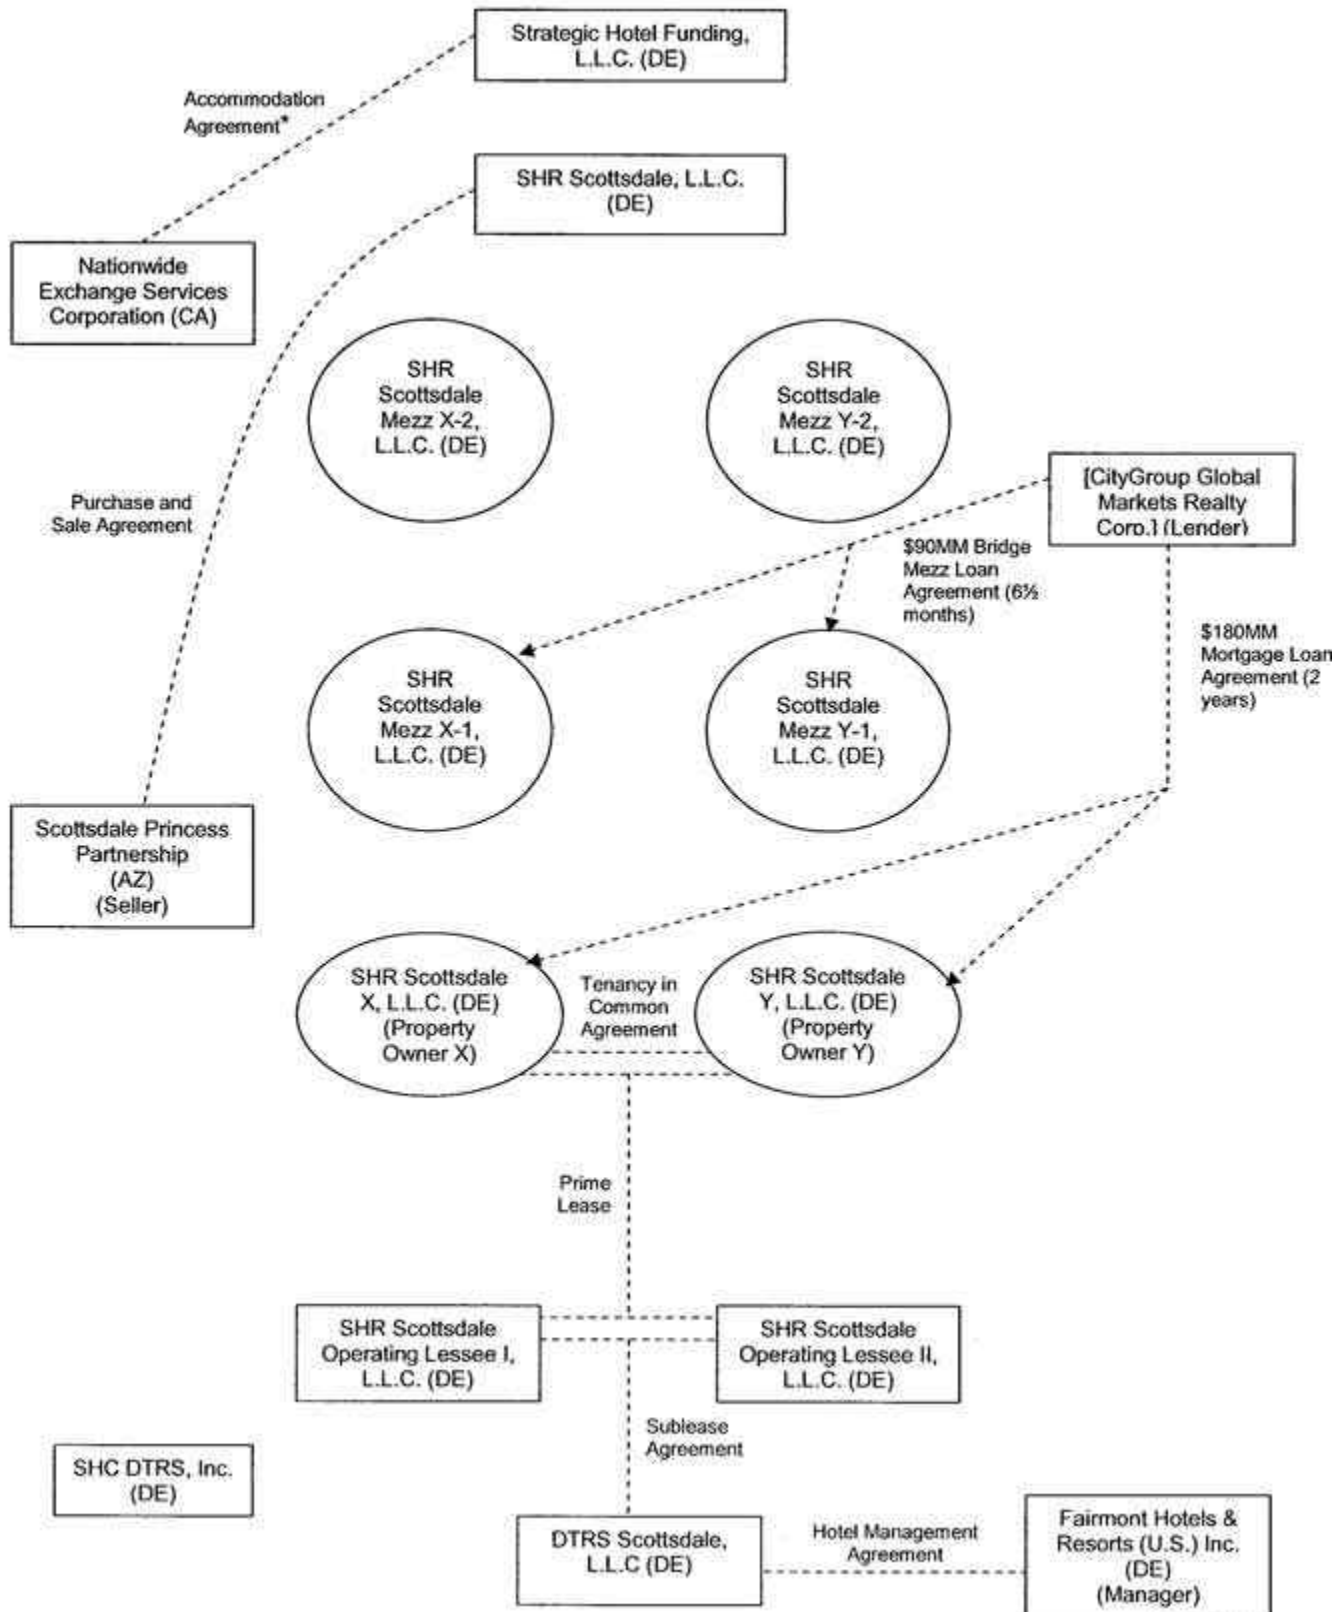 Strategic Hotel Funding,
L.L.C. (DE)
Accommodation
Agreement*
SHR Scottsdale, L.L.C.
(DE)
Nationwide
Exchange Services
Corporation (CA)
SHR
Scottsdale
Mezz X-2,
L.L.C. (DE)
SHR
Scottsdale
Mezz Y-2,
L.L.C. (DE)
[CityGroup Global
Markets Realty
Corp.] (Lender)
Purchase and
Sale Agreement
$90MM Bridge
Mezz Loan
Agreement (6½
months)
$180MM
Mortgage Loan
Agreement (2
years)
SHR
Scottsdale
Mezz X-1,
L.L.C. (DE)
SHR
Scottsdale
Mezz Y-1,
L.L.C. (DE)
Scottsdale Princess
Partnership
(AZ)
(Seller)
SHR Scottsdale
X, L.L.C. (DE)
(Property
Owner X)
Tenancy in
Common
Agreement
SHR Scottsdale
Y, L.L.C. (DE)
(Property
Owner Y)
Prime
Lease
SHR Scottsdale
Operating Lessee I,
L.L.C. (DE)
SHR Scottsdale
Operating Lessee II,
L.L.C. (DE)
Sublease
Agreement
SHC DTRS, Inc.
(DE)
DTRS Scottsdale,
L.L.C (DE)
Hotel Management
Agreement
Fairmont Hotels &
Resorts (U.S.) Inc.
(DE)
(Manager)